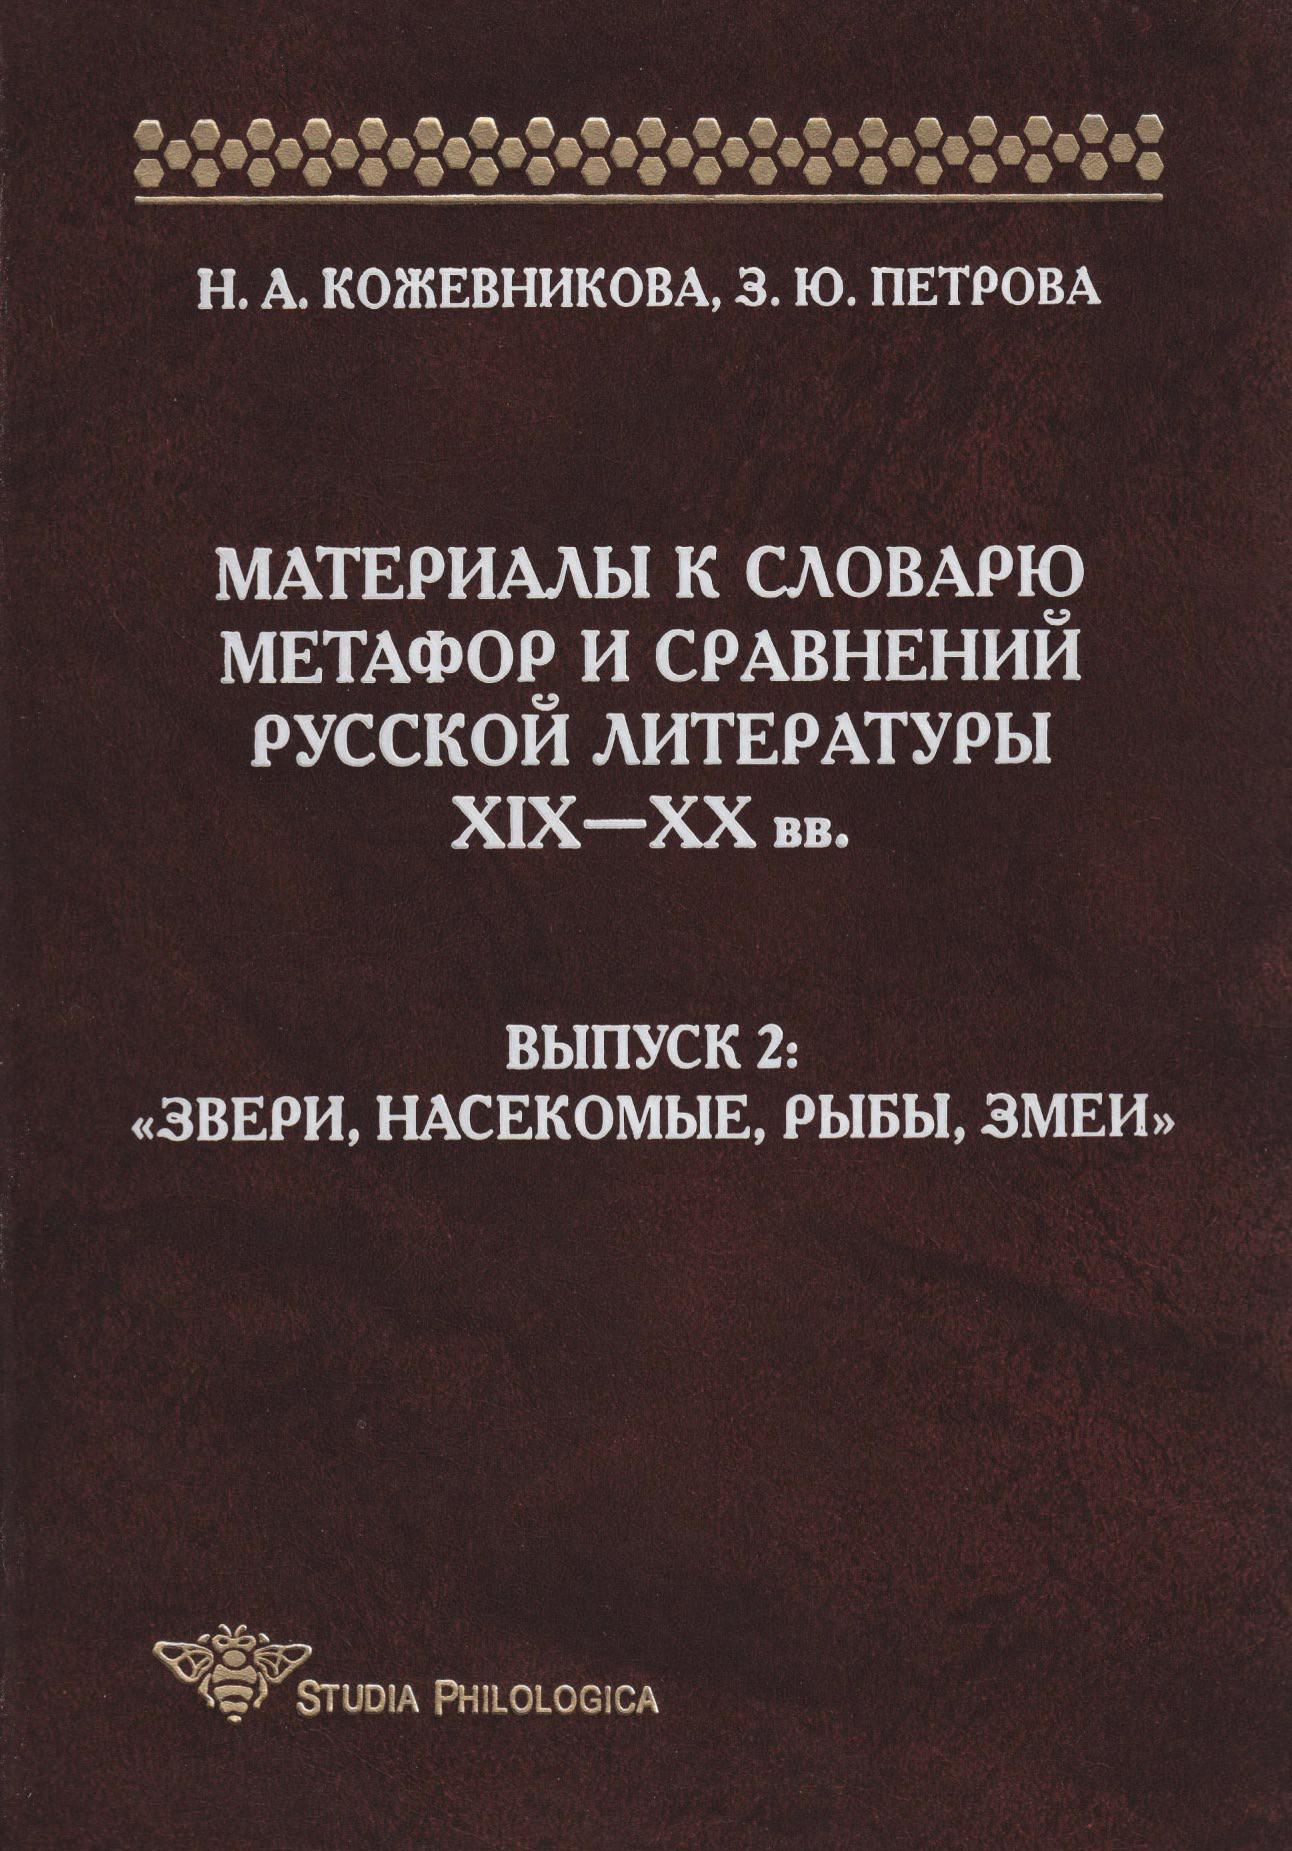 Н. А. КОЖЕВНИКОВА, З. Ю. ПЕТРОВА
МАТЕРИАЛЫ К СЛОВАРЮ
МЕТАФОР И СРАВНЕНИЙ
РУССКОЙ ЛИТЕРАТУРЫ
XIX—XX вв.
ВЫПУСК 2:
«ЗВЕРИ, НАСЕКОМЫЕ, РЫБЫ, ЗМЕИ»
STUDIA PHILOLOGICA